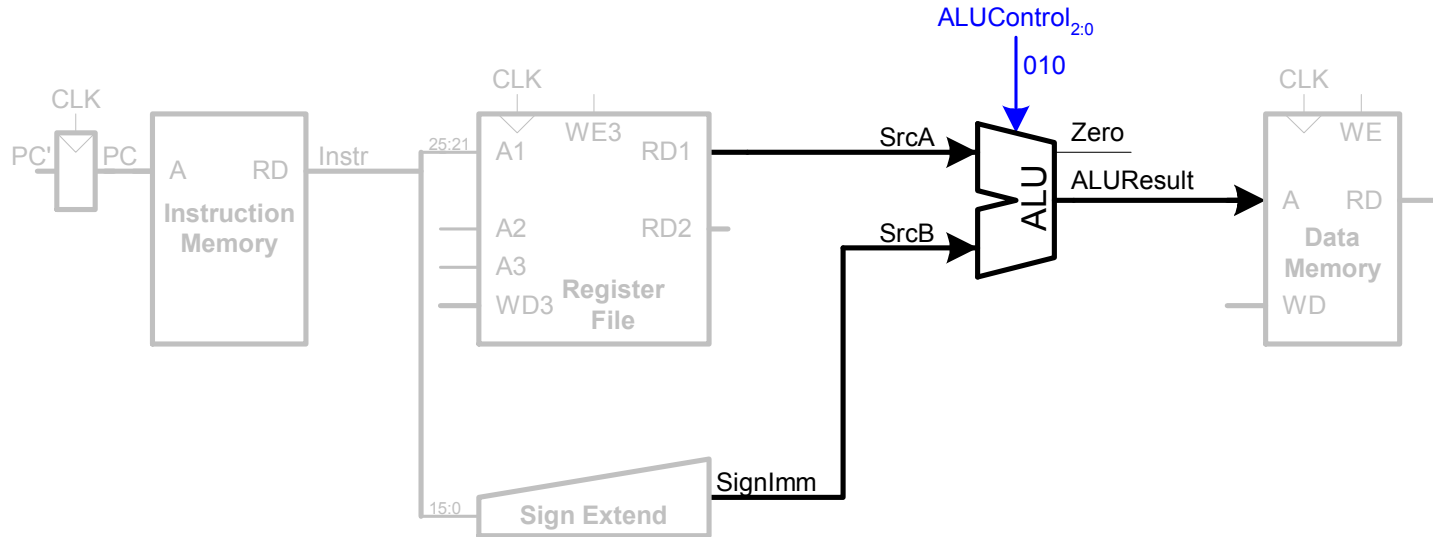 ALUControl2:0
010
CLK
CLK
CLK
PC'
PC
A
RD
Instruction
Memory
Instr
25:21
A1
WE3
RD1
A2
RD2
A3
WD3
Register
File
SrcA
SrcB
ALU
Zero
ALUResult
WE
A
RD
Data
Memory
WD
15:0
Sign Extend
SignImm